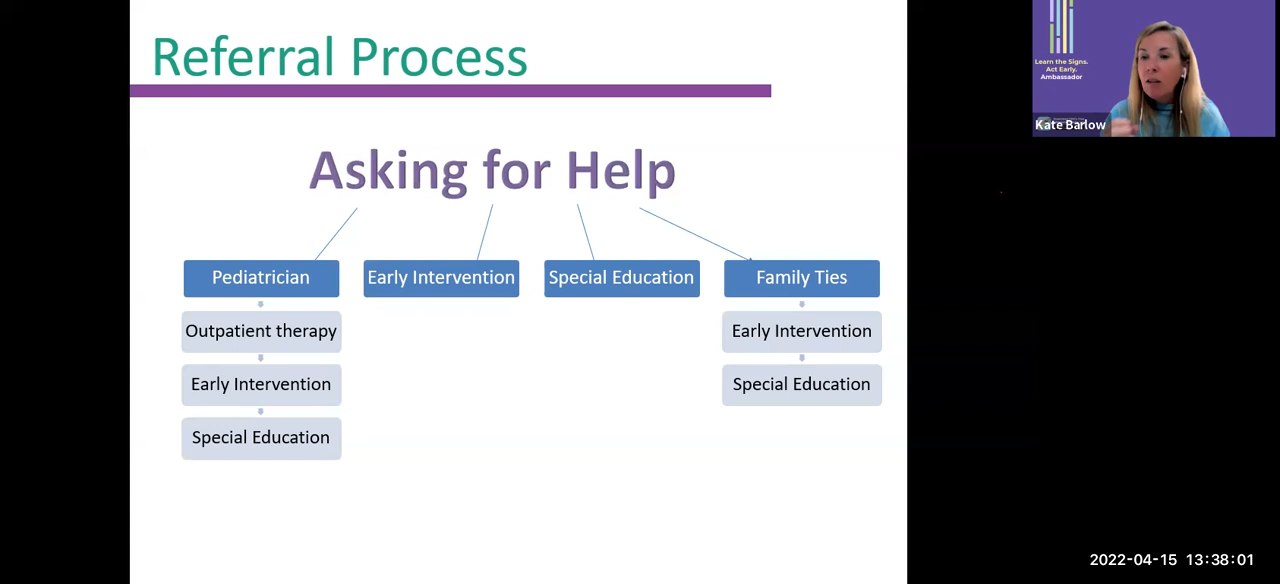 Referral Process
Asking for Help
Pediatrician
Outpatient therapy
Early Intervention
Special Education
Early Intervention
Special Education
Family Ties
Early Intervention
Special Education
Learn the Signs.
Act Early.
Ambassador
Kate Barlow
2022-04-15 13:38:01